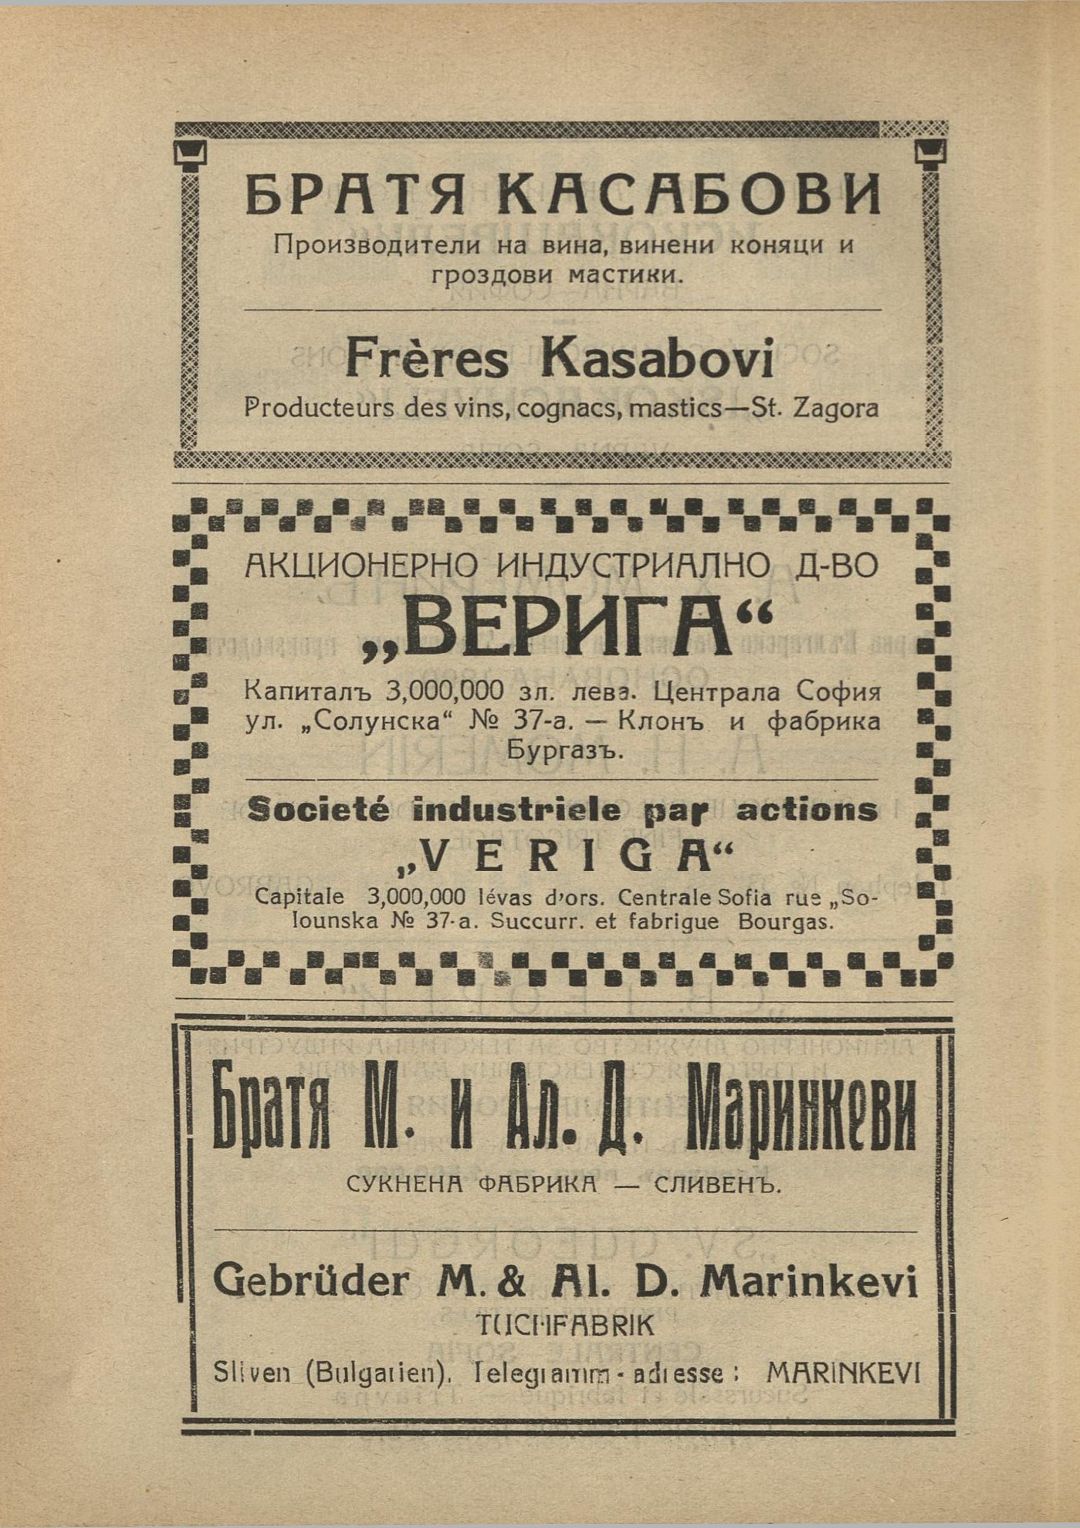 БРАТЯ КАСАБОВИ
Производители на вина, винени коняци и
гроздови мастики.
Frères Kasabovi
Producteurs des vins, cognacs, mastics—St. Zagora
АКЦИОНЕРНО ИНДУСТРИАЛНО Д-ВО
„ВЕРИГА“
Капиталъ 3,000,000 зл. лева. Централа София
ул. „Солунска“ № 37-а. — Клонъ и фабрика
Бургазъ.
Societé industriele par actions
„VERIGA“
Capitale 3,000,000 lévas d'ors. Centrale Sofia rue „So-
lounska № 37-a. Succurr. et fabrigue Bourgas.
Братя М. и Ал. Д. Маринкеви
СУКНЕНА ФАБРИКА — СЛИВЕНЪ.
Gebrüder M. & Al. D. Marinkevi
TUCHFABRIK
Sliven (Bulgarien). Telegramm-adresse: MARINKEVI